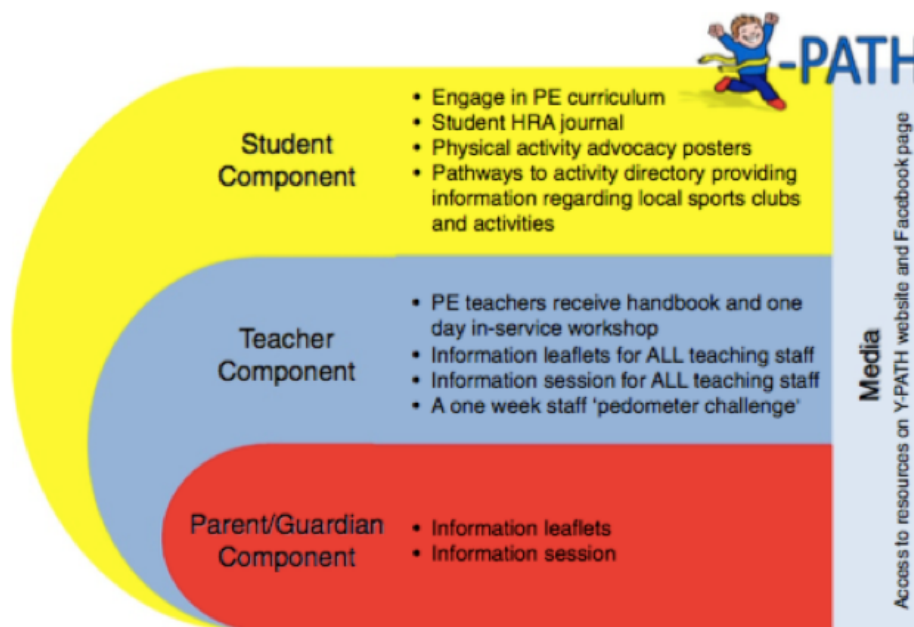 -PATH
Student
Component
• Engage in PE curriculum
• Student HRA journal
• Physical activity advocacy posters
• Pathways to activity directory providing
information regarding local sports clubs
and activities
Teacher
Component
• PE teachers receive handbook and one
day in-service workshop
• Information leaflets for ALL teaching staff
• Information session for ALL teaching staff
• A one week staff 'pedometer challenge'
Parent/Guardian
Component
• Information leaflets
• Information session
Media
Access to resources on Y-PATH website and Facebook page